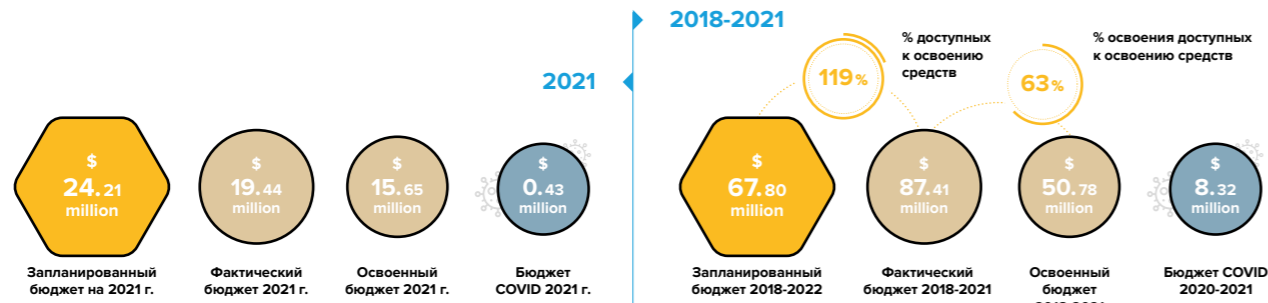 2018-2021
2021
119%
% доступных
к освоению
средств
63%
% освоения доступных
к освоению средств
$
24.21
million
Запланированный
бюджет на 2021 г.
$
19.44
million
Фактический
бюджет 2021 г.
$
15.65
million
Освоенный
бюджет 2021 г.
$
0.43
million
Бюджет
COVID 2021 г.
$
67.80
million
Запланированный
бюджет 2018-2022
$
87.41
million
Фактический
бюджет 2018-2021
$
50.78
million
Освоенный
бюджет
$
8.32
million
Бюджет COVID
2020-2021